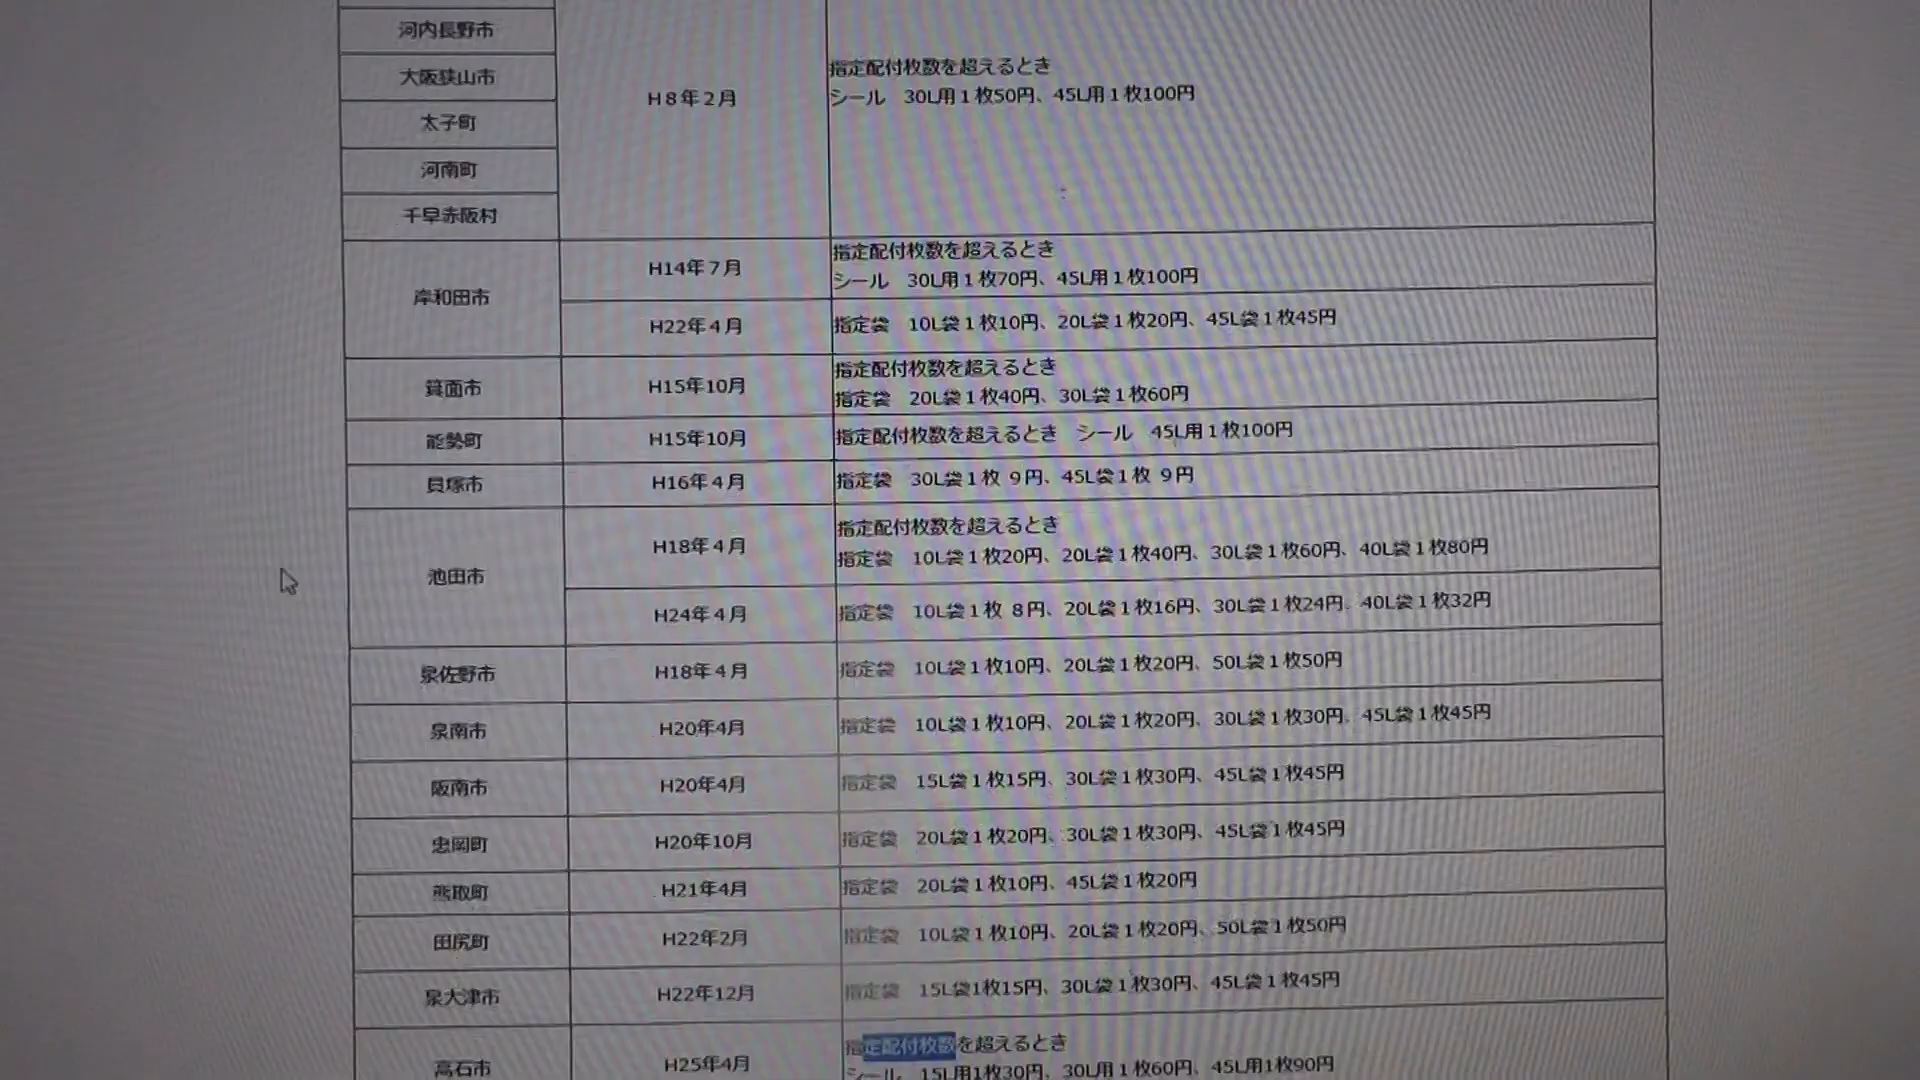 河内長野市
大阪狭山市
太子町
河南町
千早赤阪村
H8年2月
指定配付枚数を超えるとき
シール　30L用1枚50円、45L用1枚100円
岸和田市
H14年7月
指定配付枚数を超えるとき
シール　30L用1枚70円、45L用1枚100円
H22年4月
指定袋　10L袋1枚10円、20L袋1枚20円、45L袋1枚45円
箕面市
H15年10月
指定配付枚数を超えるとき
指定袋　20L袋1枚40円、30L袋1枚60円
能勢町
H15年10月
指定配付枚数を超えるとき　シール　45L用1枚100円
貝塚市
H16年4月
指定袋　30L袋1枚 9円、45L袋1枚 9円
池田市
H18年4月
指定配付枚数を超えるとき
指定袋　10L袋1枚20円、20L袋1枚40円、30L袋1枚60円、40L袋1枚80円
H24年4月
指定袋　10L袋1枚 8円、20L袋1枚16円、30L袋1枚24円、40L袋1枚32円
泉佐野市
H18年4月
指定袋　10L袋1枚10円、20L袋1枚20円、50L袋1枚50円
泉南市
H20年4月
指定袋　10L袋1枚10円、20L袋1枚20円、30L袋1枚30円、45L袋1枚45円
阪南市
H20年4月
指定袋　15L袋1枚15円、30L袋1枚30円、45L袋1枚45円
忠岡町
H20年10月
指定袋　20L袋1枚20円、30L袋1枚30円、45L袋1枚45円
熊取町
H21年4月
指定袋　20L袋1枚10円、45L袋1枚20円
田尻町
H22年2月
指定袋　10L袋1枚10円、20L袋1枚20円、50L袋1枚50円
泉大津市
H22年12月
指定袋　15L袋1枚15円、30L袋1枚30円、45L袋1枚45円
高石市
H25年4月
指定配付枚数を超えるとき
シール　15L用1枚30円、30L用1枚60円、45L用1枚90円